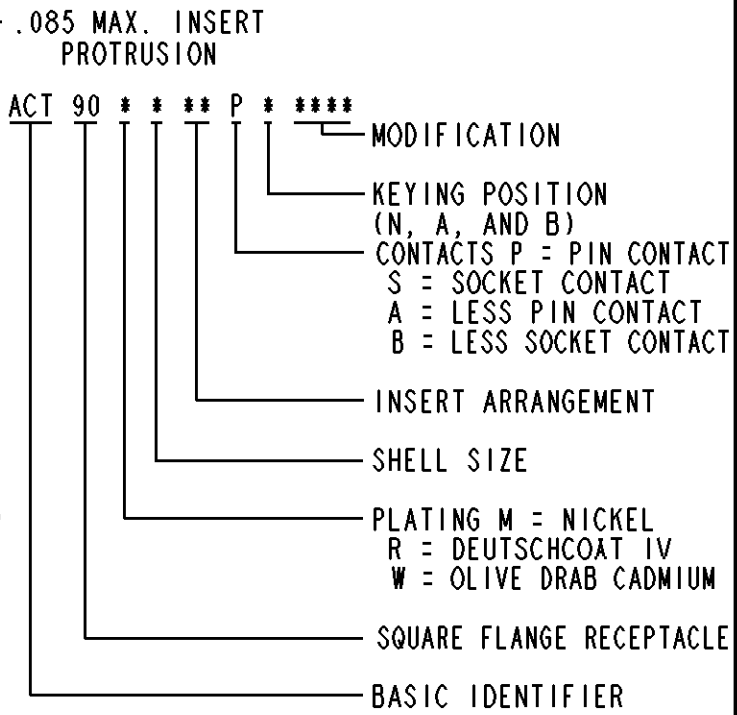 .085 MAX. INSERT
PROTRUSION
ACT 90 * * ** P * ****
MODIFICATION
KEYING POSITION
(N, A, AND B)
CONTACTS P = PIN CONTACT
S = SOCKET CONTACT
A = LESS PIN CONTACT
B = LESS SOCKET CONTACT
INSERT ARRANGEMENT
SHELL SIZE
PLATING M = NICKEL
R = DEUTSCHCOAT IV
W = OLIVE DRAB CADMIUM
SQUARE FLANGE RECEPTACLE
BASIC IDENTIFIER